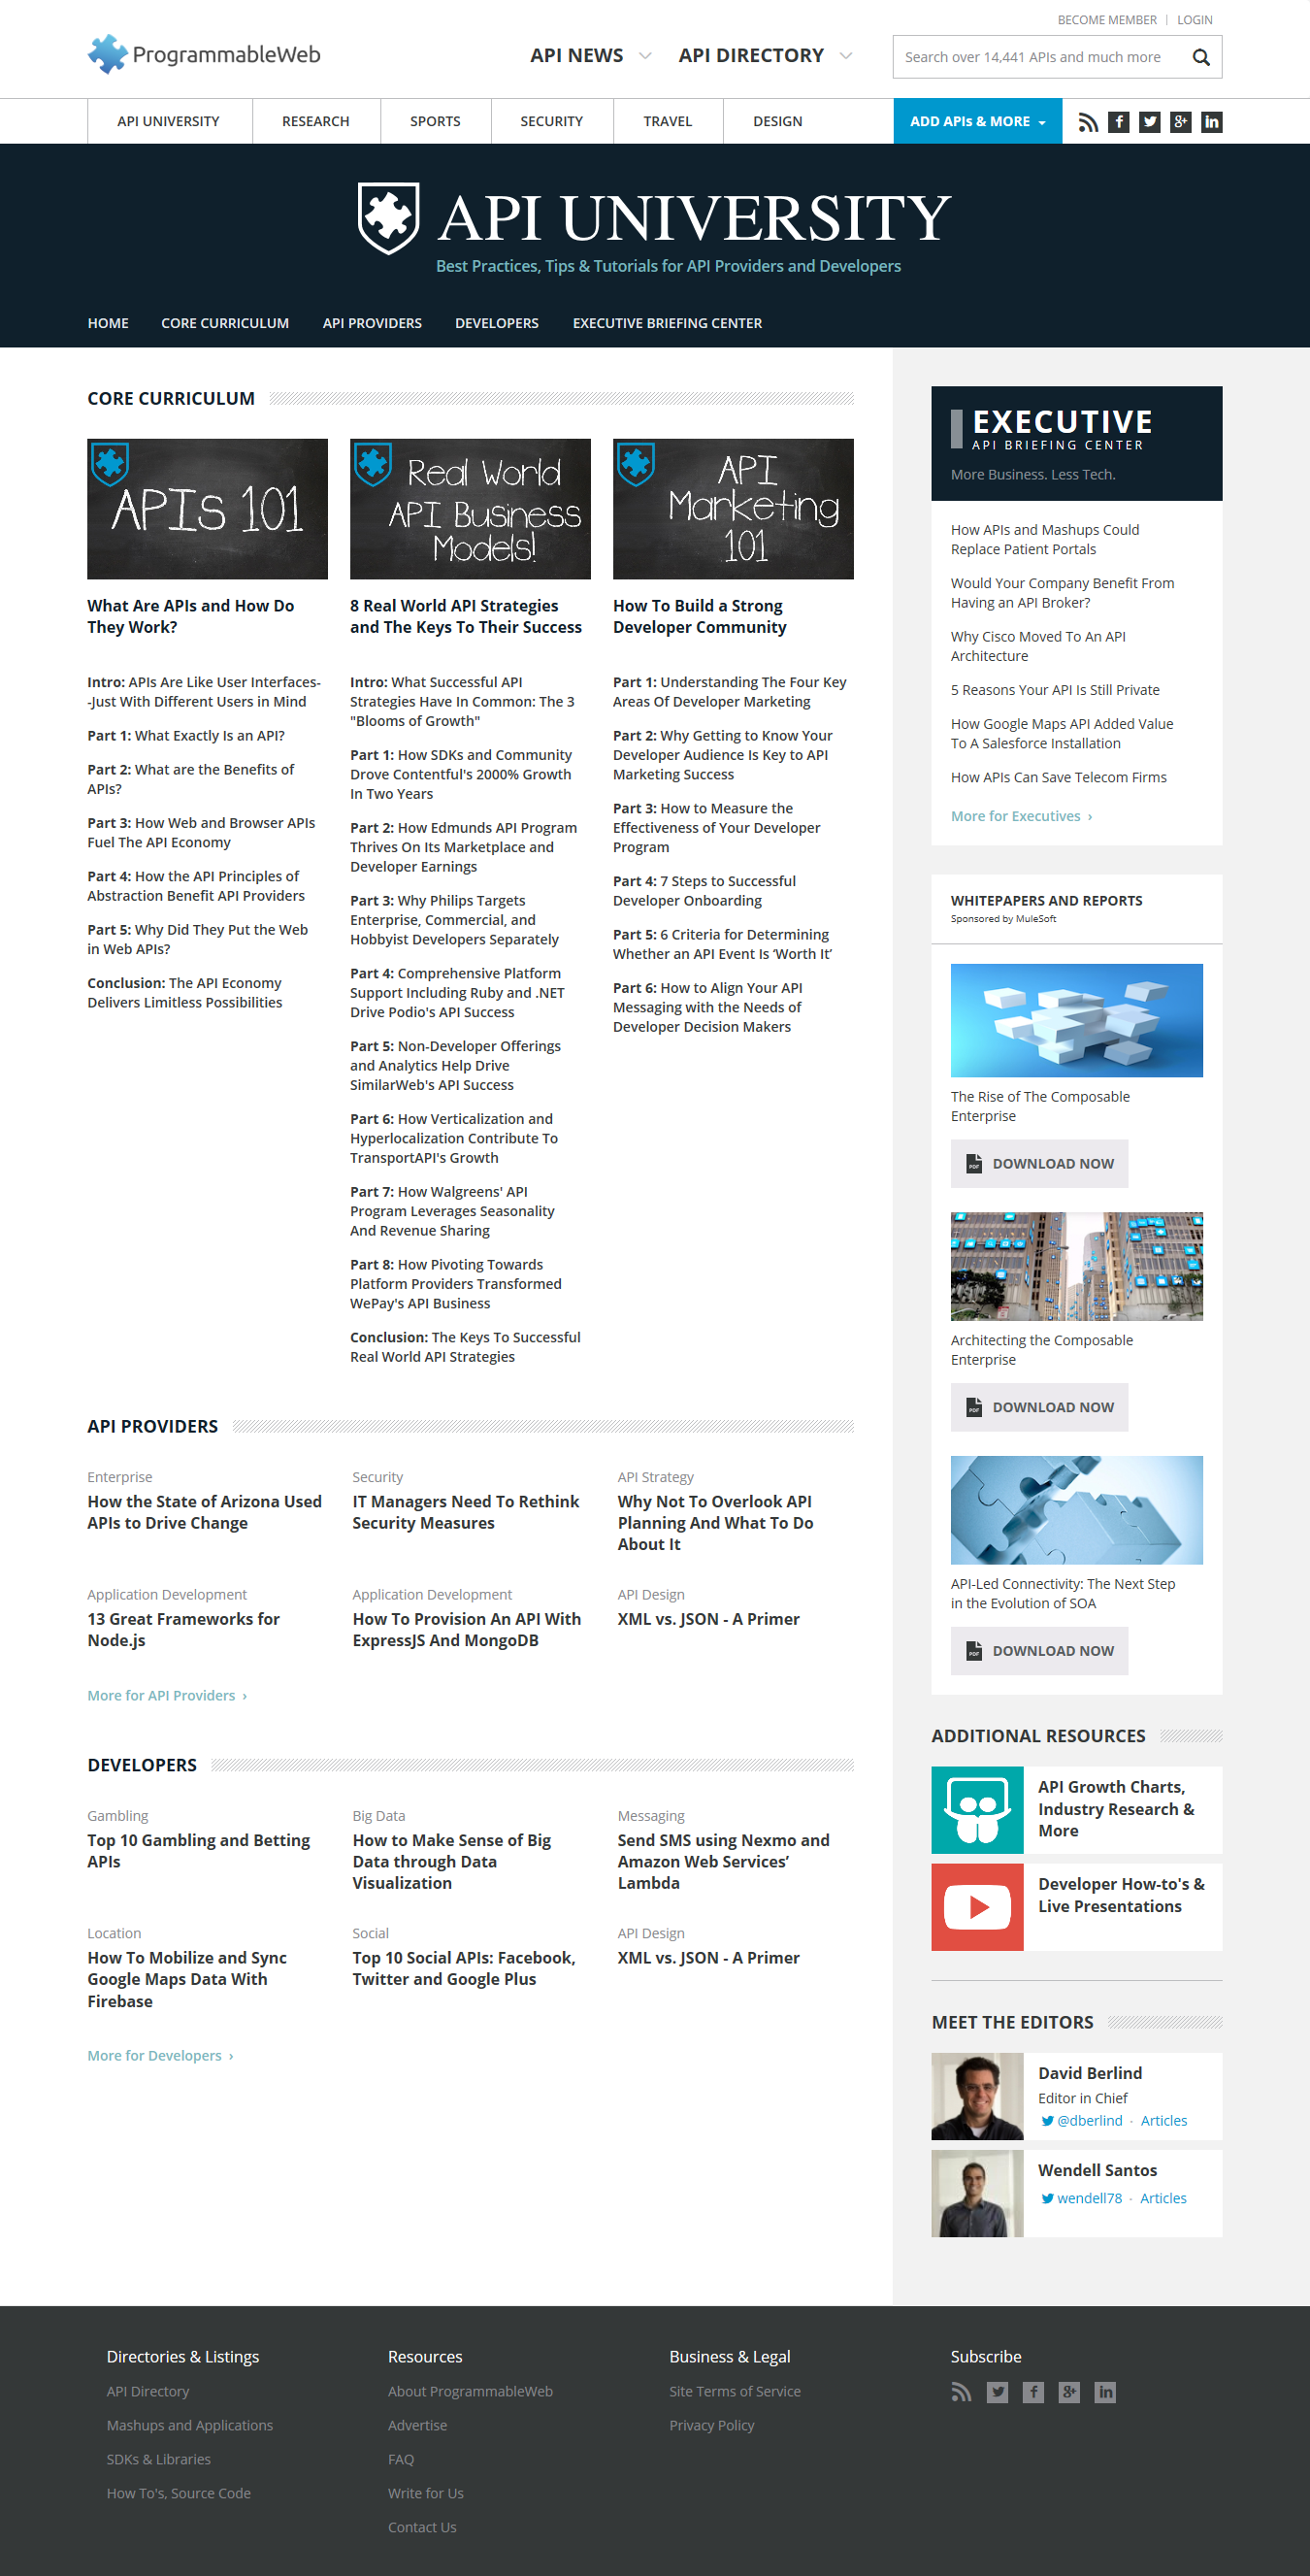 BECOME MEMBER | LOGIN
ProgrammableWeb
API NEWS
API DIRECTORY
Search over 14,441 APIs and much more
API UNIVERSITY
RESEARCH
SPORTS
SECURITY
TRAVEL
DESIGN
ADD APIs & MORE
API UNIVERSITY
Best Practices, Tips & Tutorials for API Providers and Developers
HOME
CORE CURRICULUM
API PROVIDERS
DEVELOPERS
EXECUTIVE BRIEFING CENTER
CORE CURRICULUM
APIs 101
What Are APIs and How Do
They Work?
Intro: APIs Are Like User Interfaces-
-Just With Different Users in Mind
Part 1: What Exactly Is an API?
Part 2: What are the Benefits of
APIs?
Part 3: How Web and Browser APIs
Fuel The API Economy
Part 4: How the API Principles of
Abstraction Benefit API Providers
Part 5: Why Did They Put the Web
in Web APIs?
Conclusion: The API Economy
Delivers Limitless Possibilities
Real World
API Business
Models!
8 Real World API Strategies
and The Keys To Their Success
Intro: What Successful API
Strategies Have In Common: The 3
"Blooms of Growth"
Part 1: How SDKs and Community
Drove Contentful's 2000% Growth
In Two Years
Part 2: How Edmunds API Program
Thrives On Its Marketplace and
Developer Earnings
Part 3: Why Philips Targets
Enterprise, Commercial, and
Hobbyist Developers Separately
Part 4: Comprehensive Platform
Support Including Ruby and .NET
Drive Podio's API Success
Part 5: Non-Developer Offerings
and Analytics Help Drive
SimilarWeb's API Success
Part 6: How Verticalization and
Hyperlocalization Contribute To
TransportAPI's Growth
Part 7: How Walgreens' API
Program Leverages Seasonality
And Revenue Sharing
Part 8: How Pivoting Towards
Platform Providers Transformed
WePay's API Business
Conclusion: The Keys To Successful
Real World API Strategies
API
Marketing
101
How To Build a Strong
Developer Community
Part 1: Understanding The Four Key
Areas Of Developer Marketing
Part 2: Why Getting to Know Your
Developer Audience Is Key to API
Marketing Success
Part 3: How to Measure the
Effectiveness of Your Developer
Program
Part 4: 7 Steps to Successful
Developer Onboarding
Part 5: 6 Criteria for Determining
Whether an API Event Is ‘Worth It’
Part 6: How to Align Your API
Messaging with the Needs of
Developer Decision Makers
API PROVIDERS
Enterprise
How the State of Arizona Used
APIs to Drive Change
Security
IT Managers Need To Rethink
Security Measures
API Strategy
Why Not To Overlook API
Planning And What To Do
About It
Application Development
13 Great Frameworks for
Node.js
Application Development
How To Provision An API With
ExpressJS And MongoDB
API Design
XML vs. JSON - A Primer
More for API Providers ›
DEVELOPERS
Gambling
Top 10 Gambling and Betting
APIs
Big Data
How to Make Sense of Big
Data through Data
Visualization
Messaging
Send SMS using Nexmo and
Amazon Web Services’
Lambda
Location
How To Mobilize and Sync
Google Maps Data With
Firebase
Social
Top 10 Social APIs: Facebook,
Twitter and Google Plus
API Design
XML vs. JSON - A Primer
More for Developers ›
EXECUTIVE
API BRIEFING CENTER
More Business. Less Tech.
How APIs and Mashups Could
Replace Patient Portals
Would Your Company Benefit From
Having an API Broker?
Why Cisco Moved To An API
Architecture
5 Reasons Your API Is Still Private
How Google Maps API Added Value
To A Salesforce Installation
How APIs Can Save Telecom Firms
More for Executives ›
WHITEPAPERS AND REPORTS
Sponsored by MuleSoft
The Rise of The Composable
Enterprise
PDF DOWNLOAD NOW
Architecting the Composable
Enterprise
PDF DOWNLOAD NOW
API-Led Connectivity: The Next Step
in the Evolution of SOA
PDF DOWNLOAD NOW
ADDITIONAL RESOURCES
API Growth Charts,
Industry Research &
More
Developer How-to's &
Live Presentations
MEET THE EDITORS
David Berlind
Editor in Chief
@dberlind · Articles
Wendell Santos
wendell78 · Articles
Directories & Listings
API Directory
Mashups and Applications
SDKs & Libraries
How To's, Source Code
Resources
About ProgrammableWeb
Advertise
FAQ
Write for Us
Contact Us
Business & Legal
Site Terms of Service
Privacy Policy
Subscribe